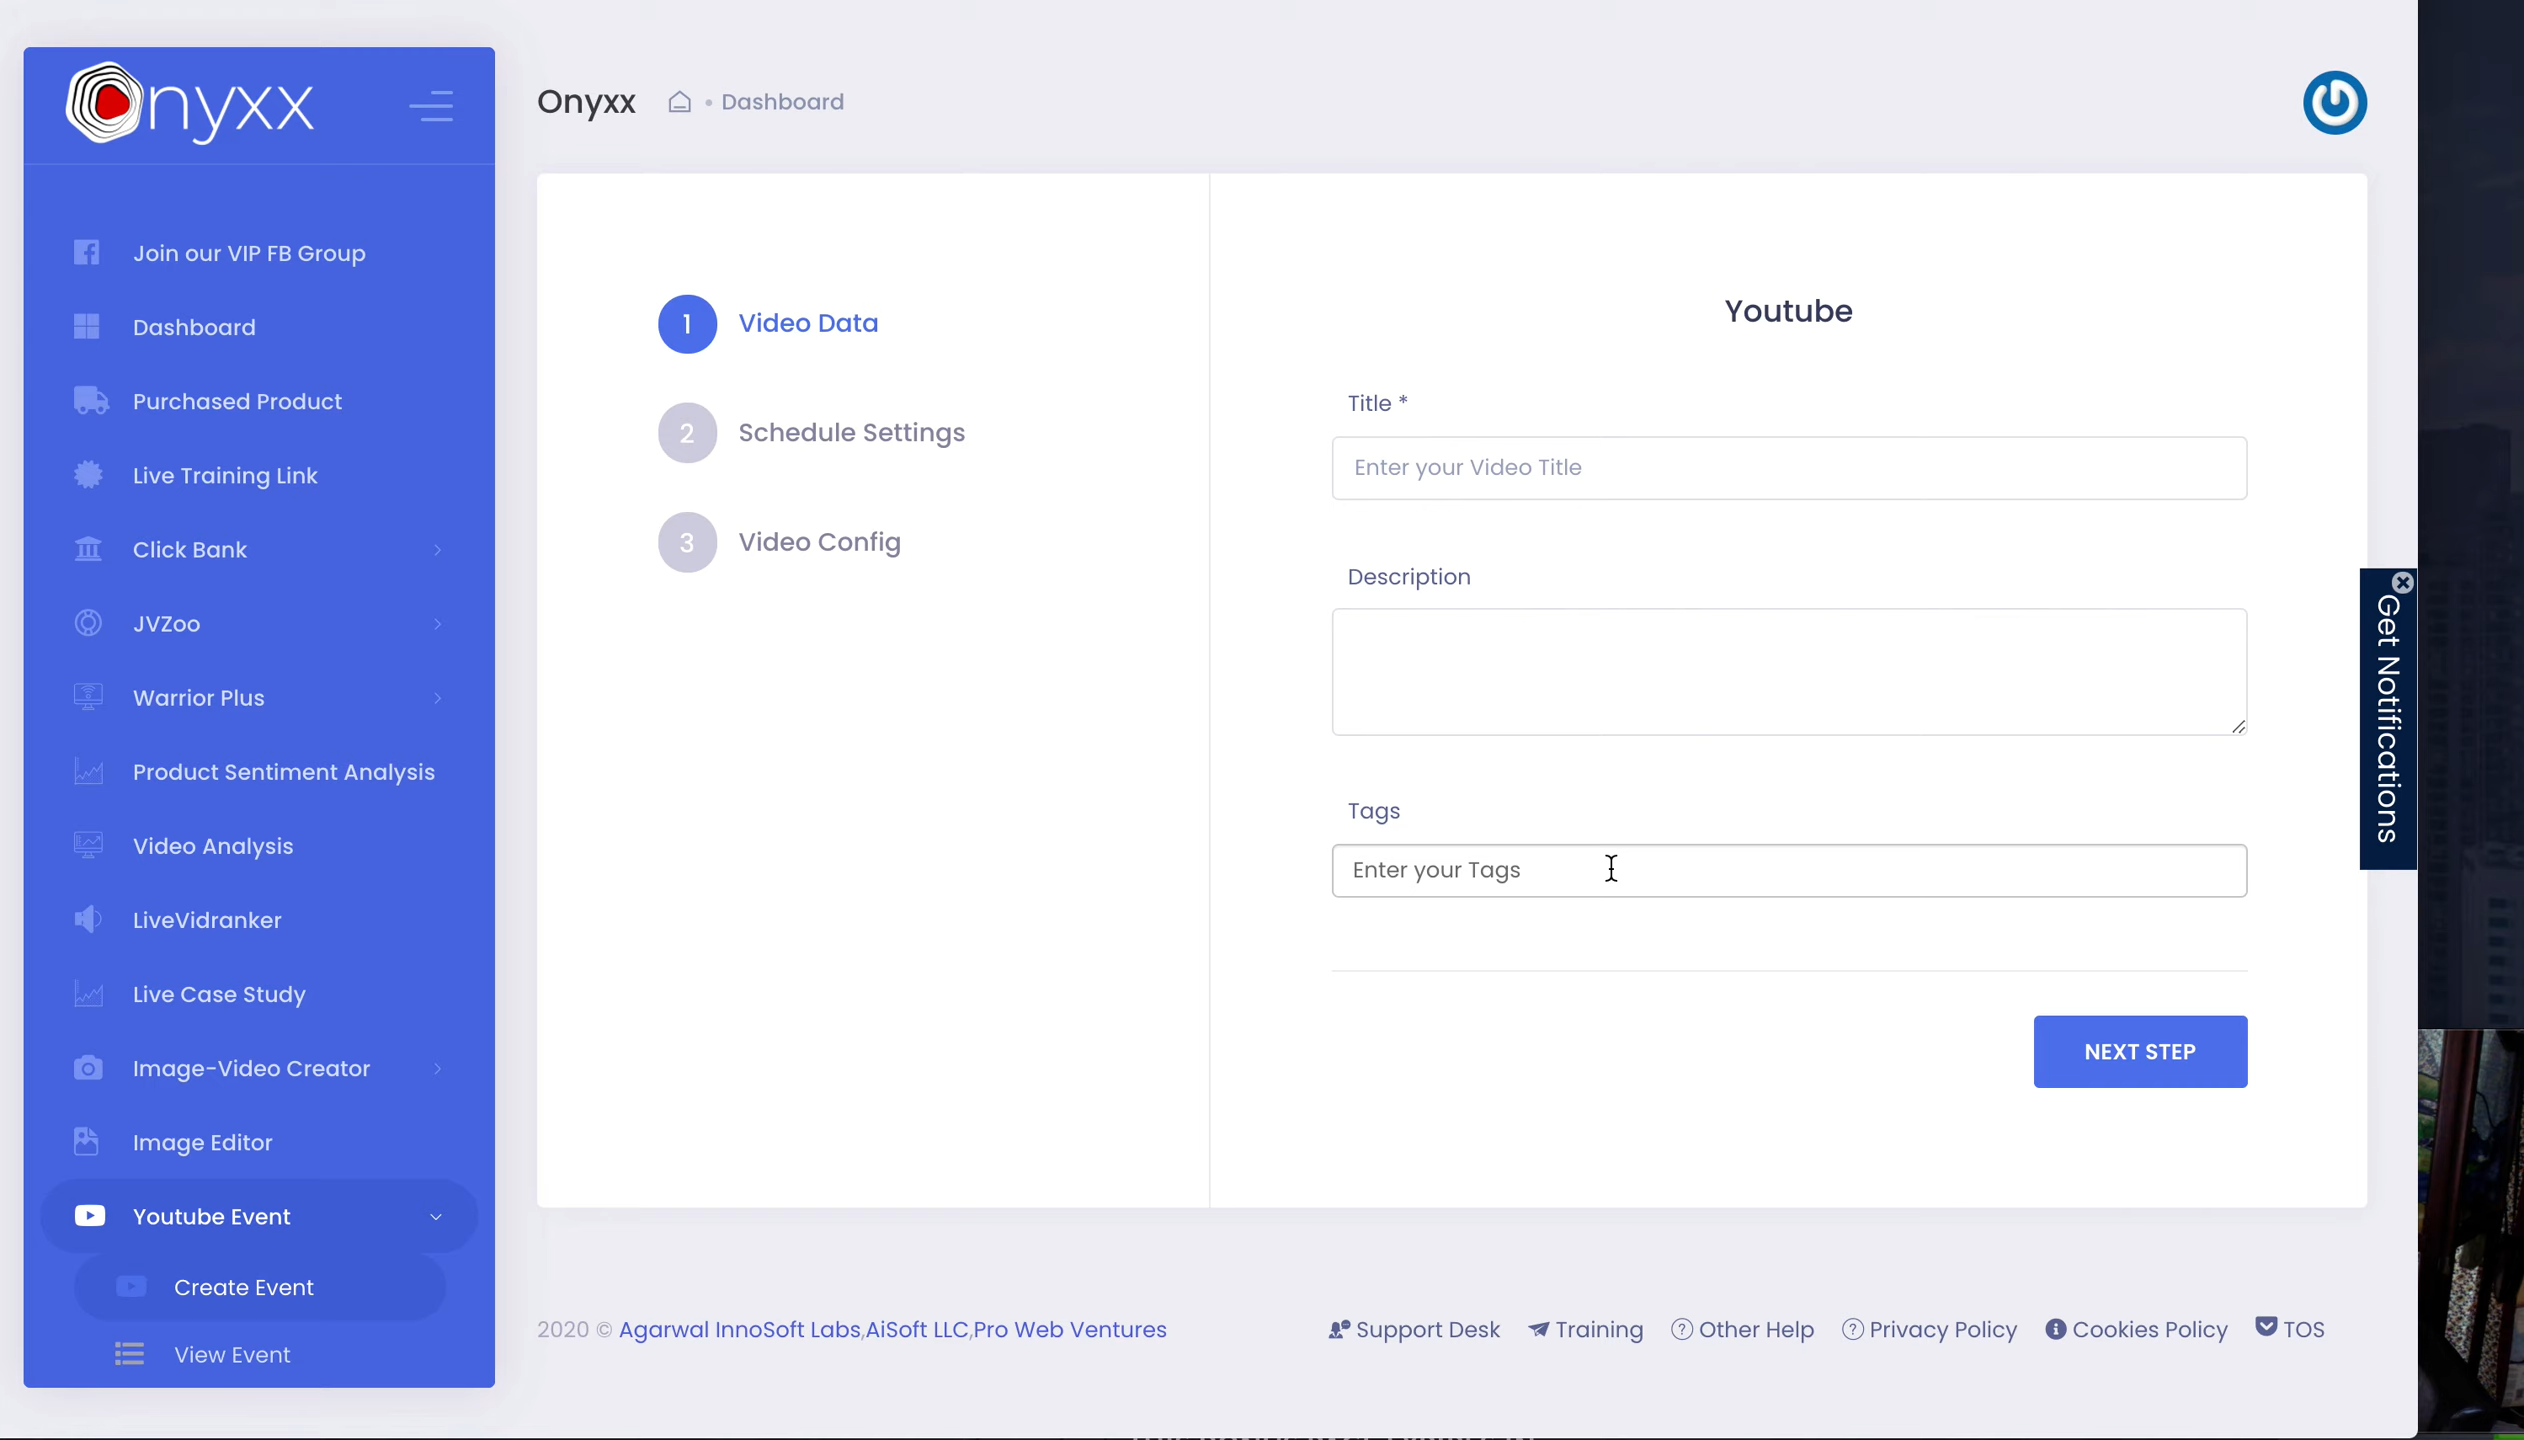 Onyxx
Onyxx
Dashboard
Join our VIP FB Group
Dashboard
Purchased Product
Live Training Link
Click Bank
JVZoo
Warrior Plus
Product Sentiment Analysis
Video Analysis
LiveVidranker
Live Case Study
Image-Video Creator
Image Editor
Youtube Event
Create Event
View Event
1 Video Data
2 Schedule Settings
3 Video Config
Youtube
Title *
Enter your Video Title
Description
Tags
Enter your Tags
NEXT STEP
Get Notifications
2020 © Agarwal InnoSoft Labs,AiSoft LLC,Pro Web Ventures
Support Desk Training Other Help Privacy Policy Cookies Policy TOS